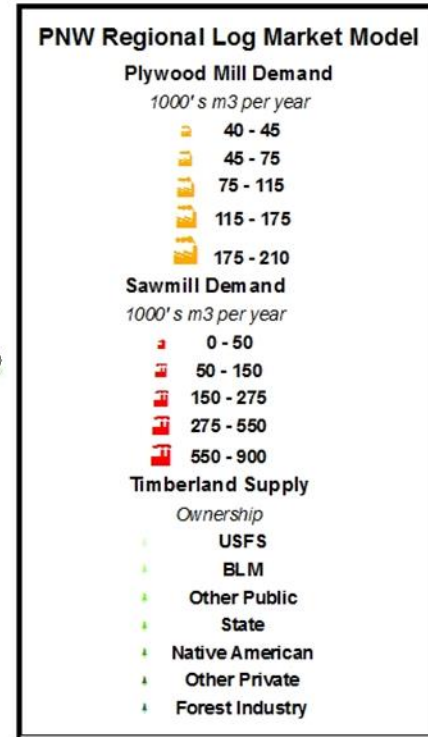 PNW Regional Log Market Model
Plywood Mill Demand
1000' s m3 per year
40 - 45
45 - 75
75 - 115
115 - 175
175 - 210
Sawmill Demand
1000' s m3 per year
0 - 50
50 - 150
150 - 275
275 - 550
550 - 900
Timberland Supply
Ownership
USFS
BLM
Other Public
State
Native American
Other Private
Forest Industry